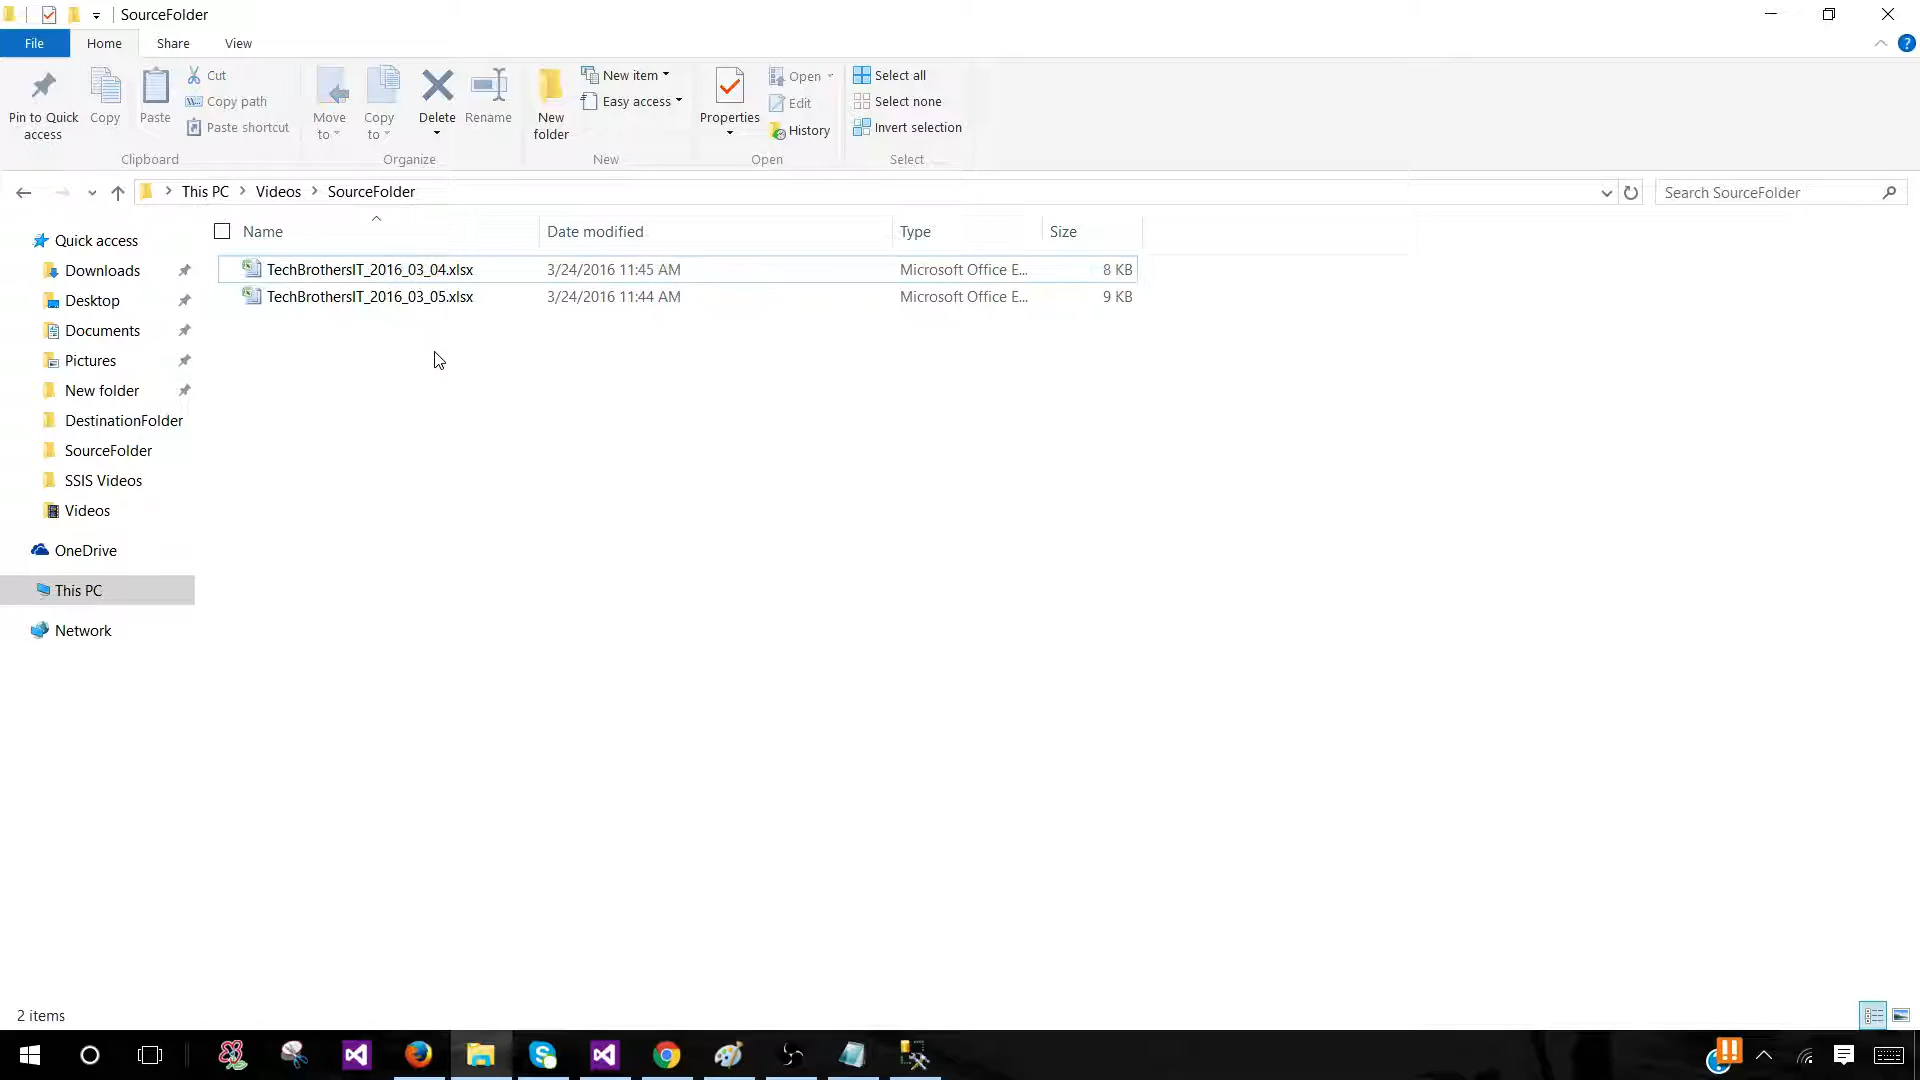 SourceFolder
File
Home
Share
View
Pin to Quick access
Copy
Paste
Cut
Copy path
Paste shortcut
Clipboard
Move to
Copy to
Delete
Rename
Organize
New folder
New item
Easy access
New
Properties
Open
Edit
History
Open
Select all
Select none
Invert selection
Select
This PC
Videos
SourceFolder
Search SourceFolder
Name
Date modified
Type
Size
TechBrothersIT_2016_03_04.xlsx 3/24/2016 11:45 AM Microsoft Office E... 8 KB
TechBrothersIT_2016_03_05.xlsx 3/24/2016 11:44 AM Microsoft Office E... 9 KB
Quick access
Downloads
Desktop
Documents
Pictures
New folder
DestinationFolder
SourceFolder
SSIS Videos
Videos
OneDrive
This PC
Network
2 items